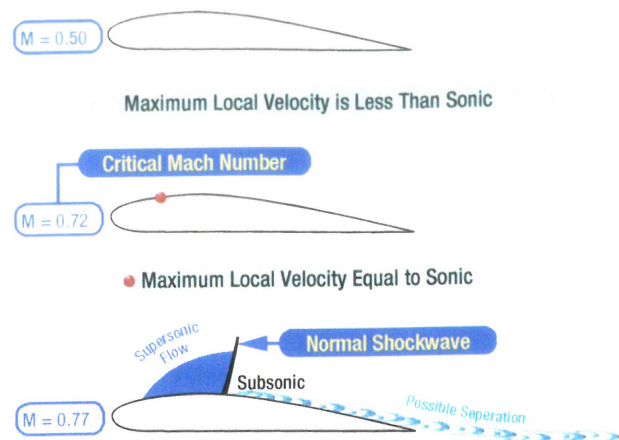 M = 0.50
Maximum Local Velocity is Less Than Sonic
Critical Mach Number
M = 0.72
Maximum Local Velocity Equal to Sonic
Supersonic
Flow
Normal Shockwave
Subsonic
M = 0.77
Possible Seperation